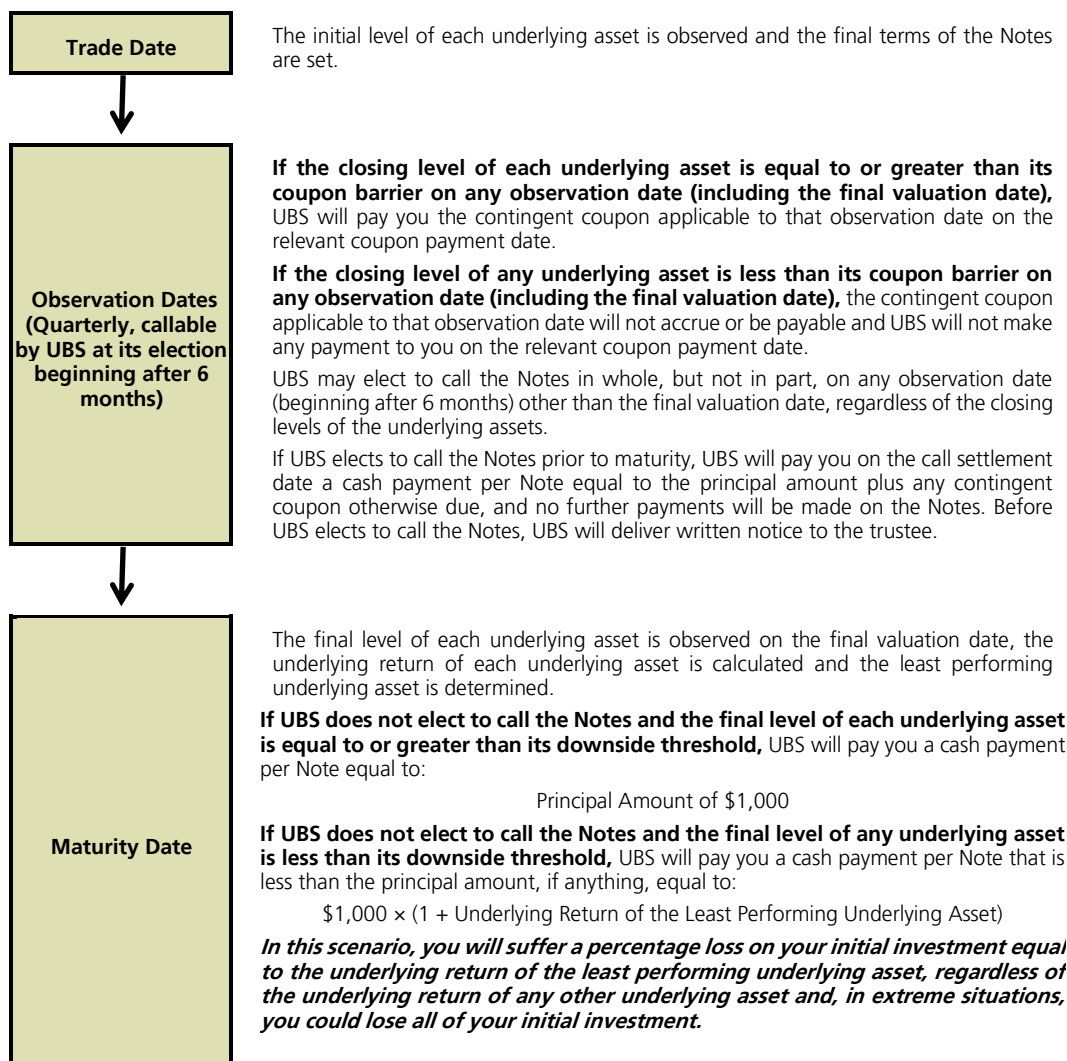 Trade Date
The initial level of each underlying asset is observed and the final terms of the Notes
are set.
Observation Dates
(Quarterly, callable
by UBS at its election
beginning after 6
months)
If the closing level of each underlying asset is equal to or greater than its
coupon barrier on any observation date (including the final valuation date),
UBS will pay you the contingent coupon applicable to that observation date on the
relevant coupon payment date.
If the closing level of any underlying asset is less than its coupon barrier on
any observation date (including the final valuation date), the contingent coupon
applicable to that observation date will not accrue or be payable and UBS will not make
any payment to you on the relevant coupon payment date.
UBS may elect to call the Notes in whole, but not in part, on any observation date
(beginning after 6 months) other than the final valuation date, regardless of the closing
levels of the underlying assets.
If UBS elects to call the Notes prior to maturity, UBS will pay you on the call settlement
date a cash payment per Note equal to the principal amount plus any contingent
coupon otherwise due, and no further payments will be made on the Notes. Before
UBS elects to call the Notes, UBS will deliver written notice to the trustee.
Maturity Date
The final level of each underlying asset is observed on the final valuation date, the
underlying return of each underlying asset is calculated and the least performing
underlying asset is determined.
If UBS does not elect to call the Notes and the final level of each underlying asset
is equal to or greater than its downside threshold, UBS will pay you a cash payment
per Note equal to:
Principal Amount of $1,000
If UBS does not elect to call the Notes and the final level of any underlying asset
is less than its downside threshold, UBS will pay you a cash payment per Note that is
less than the principal amount, if anything, equal to:
$1,000 × (1 + Underlying Return of the Least Performing Underlying Asset)
In this scenario, you will suffer a percentage loss on your initial investment equal
to the underlying return of the least performing underlying asset, regardless of
the underlying return of any other underlying asset and, in extreme situations,
you could lose all of your initial investment.